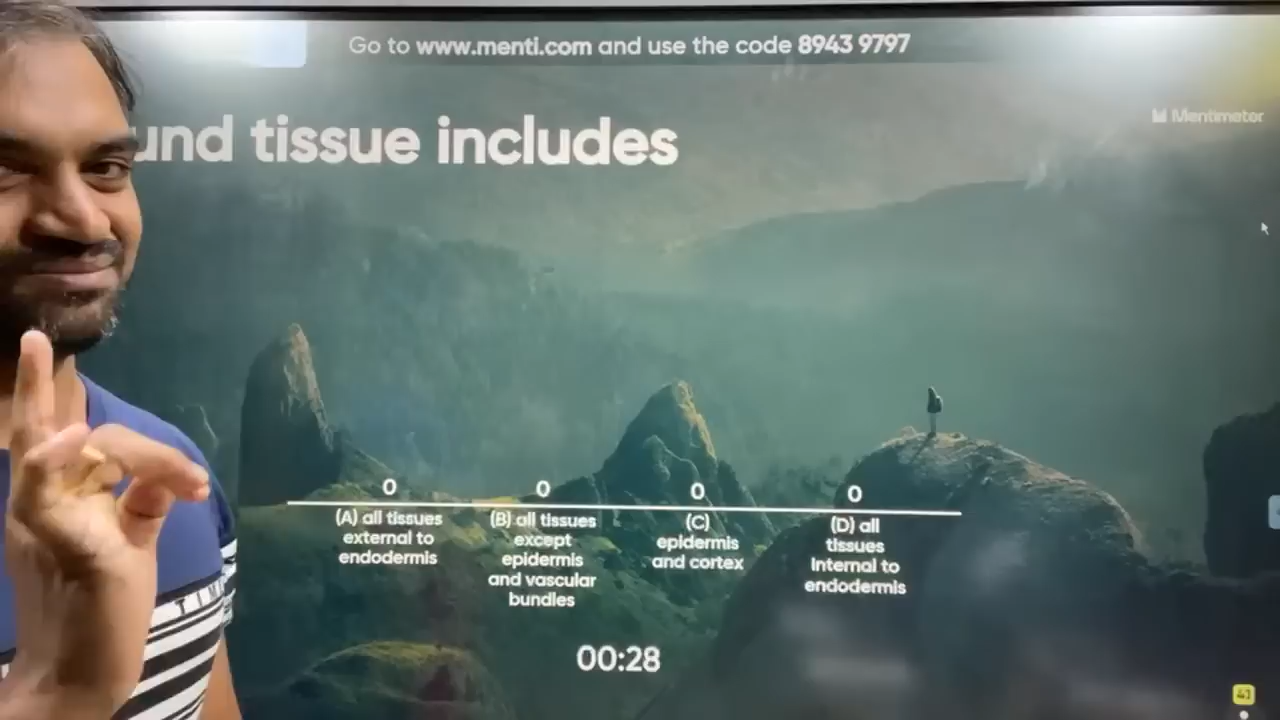 Go to www.menti.com and use the code 8943 9797
Mentimeter
und tissue includes
0
0
0
0
(A) all tissues
external to
endodermis
(B) all tissues
except
epidermis
and vascular
bundles
(C)
epidermis
and cortex
(D) all
tissues
internal to
endodermis
00:28
41